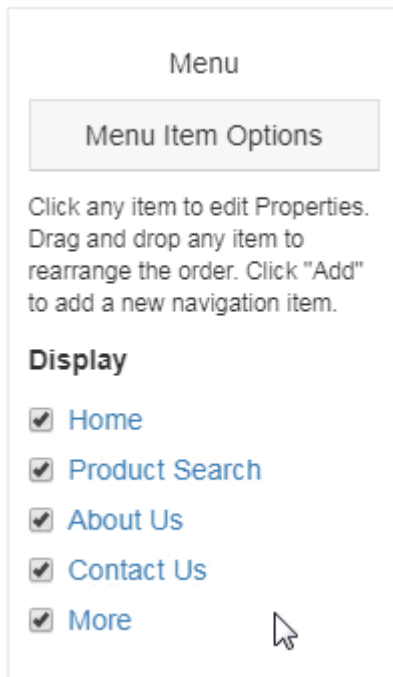 Menu
Menu Item Options
Click any item to edit Properties.
Drag and drop any item to
rearrange the order. Click "Add"
to add a new navigation item.
Display
Home
Product Search
About Us
Contact Us
More